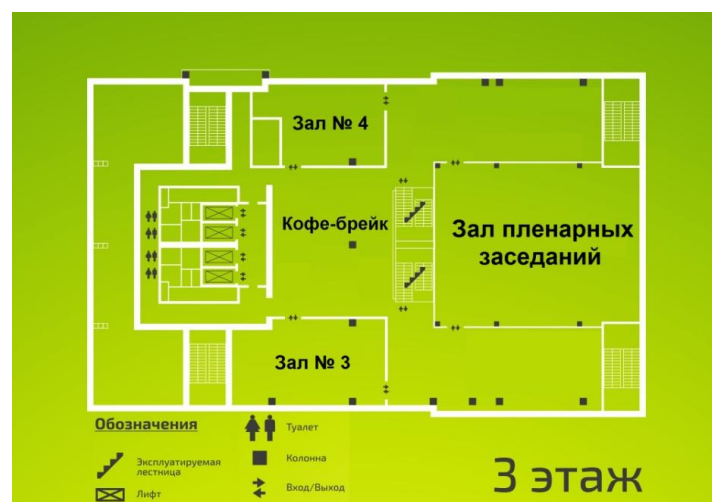 Зал № 4
Кофе-брейк
Зал пленарных
заседаний
Зал № 3
Обозначения
Эксплуатируемая
лестница
Лифт
Туалет
Колонна
Вход/Выход
3 этаж